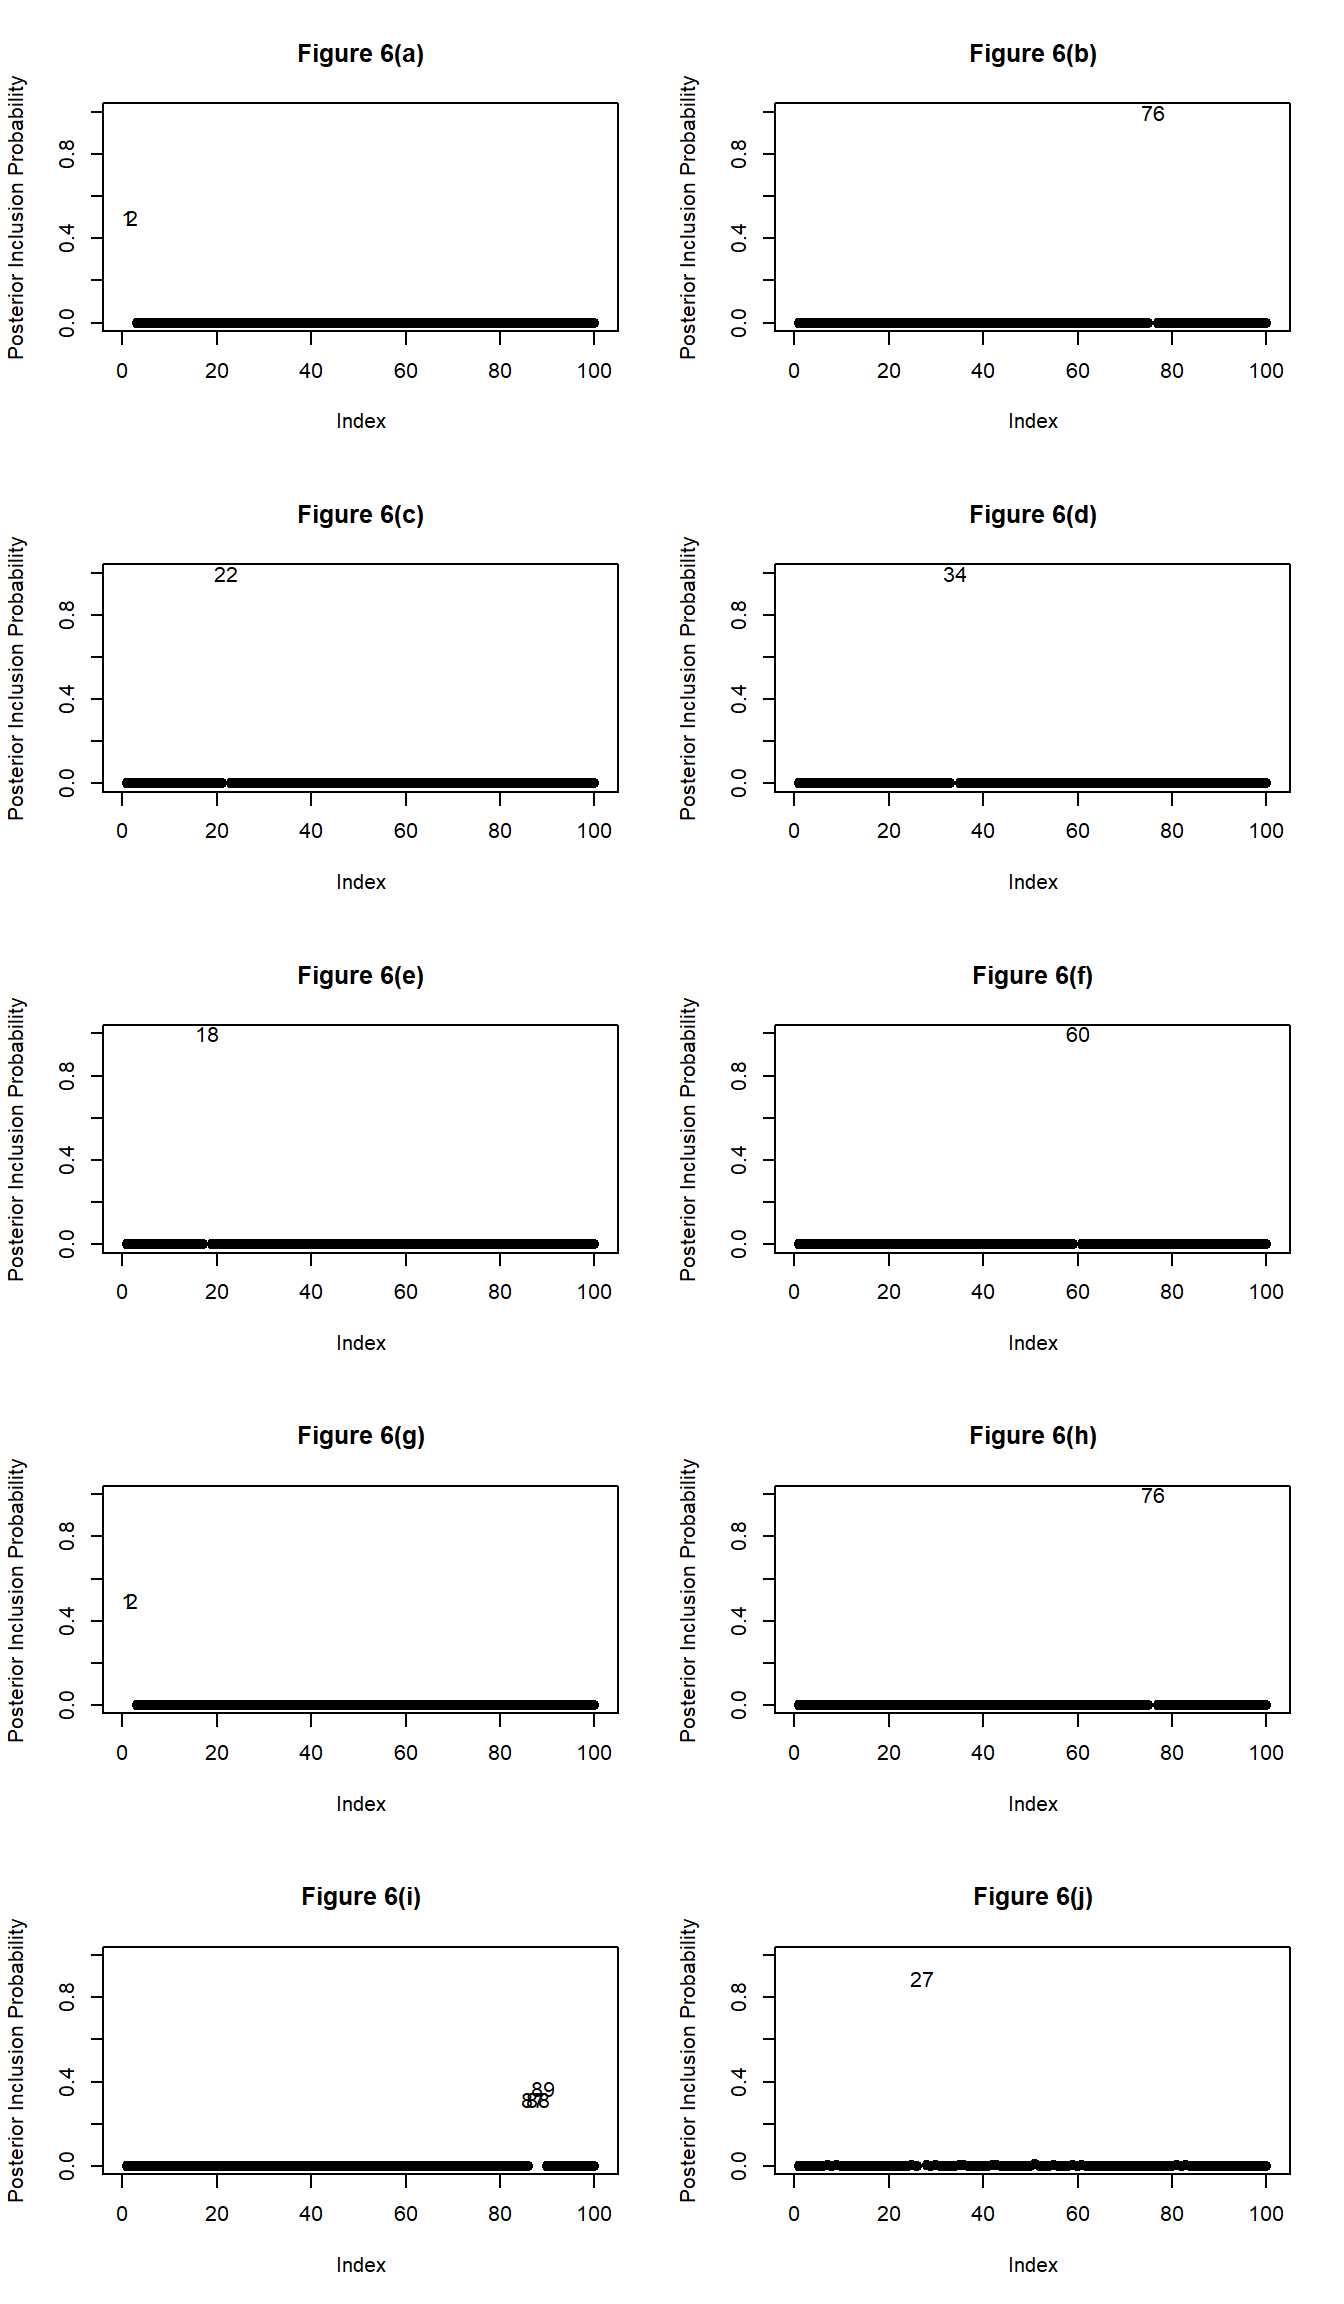 Figure 6(a)
Posterior Inclusion Probability
0.0 0.4 0.8
12
0 20 40 60 80 100
Index
Figure 6(b)
Posterior Inclusion Probability
0.0 0.4 0.8
76
0 20 40 60 80 100
Index
Figure 6(c)
Posterior Inclusion Probability
0.0 0.4 0.8
22
0 20 40 60 80 100
Index
Figure 6(d)
Posterior Inclusion Probability
0.0 0.4 0.8
34
0 20 40 60 80 100
Index
Figure 6(e)
Posterior Inclusion Probability
0.0 0.4 0.8
18
0 20 40 60 80 100
Index
Figure 6(f)
Posterior Inclusion Probability
0.0 0.4 0.8
60
0 20 40 60 80 100
Index
Figure 6(g)
Posterior Inclusion Probability
0.0 0.4 0.8
12
0 20 40 60 80 100
Index
Figure 6(h)
Posterior Inclusion Probability
0.0 0.4 0.8
76
0 20 40 60 80 100
Index
Figure 6(i)
Posterior Inclusion Probability
0.0 0.4 0.8
89
87 88
0 20 40 60 80 100
Index
Figure 6(j)
Posterior Inclusion Probability
0.0 0.4 0.8
27
0 20 40 60 80 100
Index